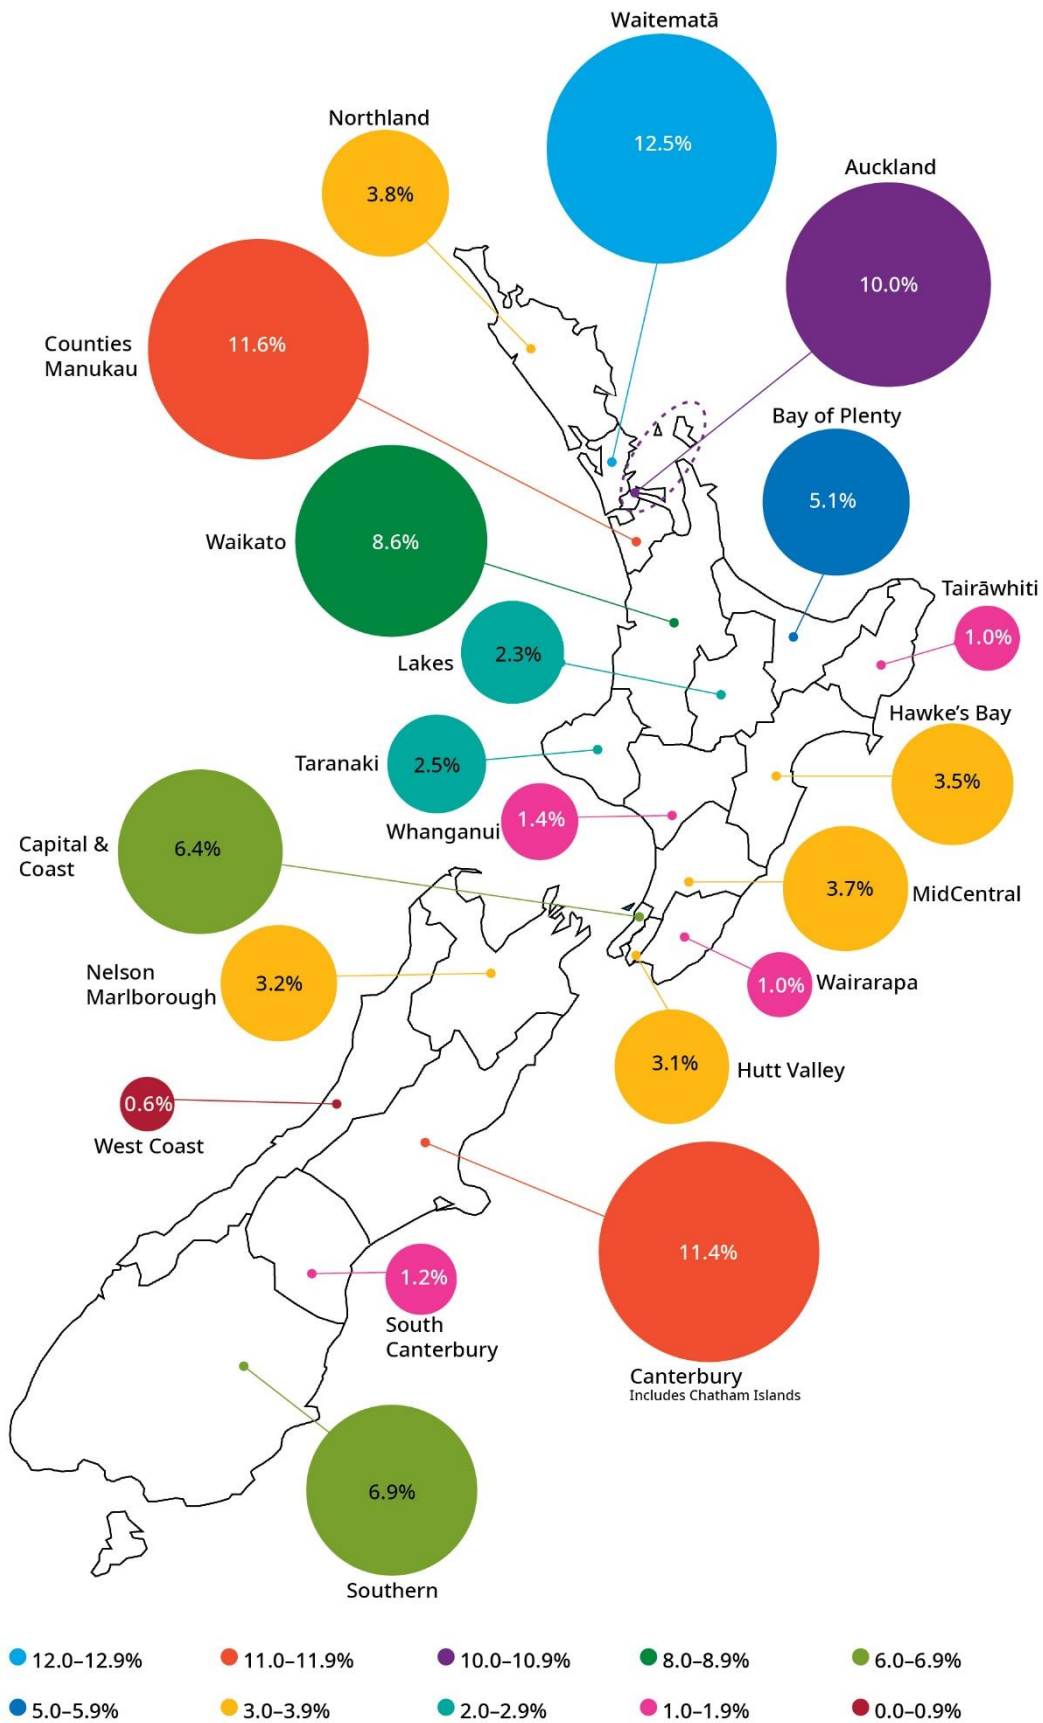 Waitematā
12.5%
Northland
3.8%
Auckland
10.0%
Counties
Manukau
11.6%
Bay of Plenty
5.1%
Waikato
8.6%
Tairāwhiti
1.0%
Lakes
2.3%
Hawke’s Bay
3.5%
Taranaki
2.5%
Whanganui
1.4%
Capital &
Coast
6.4%
3.7%
MidCentral
Nelson
Marlborough
3.2%
1.0%
Wairarapa
3.1%
Hutt Valley
0.6%
West Coast
11.4%
Canterbury
Includes Chatham Islands
1.2%
South
Canterbury
6.9%
Southern
12.0–12.9%
11.0–11.9%
10.0–10.9%
8.0–8.9%
6.0–6.9%
5.0–5.9%
3.0–3.9%
2.0–2.9%
1.0–1.9%
0.0–0.9%